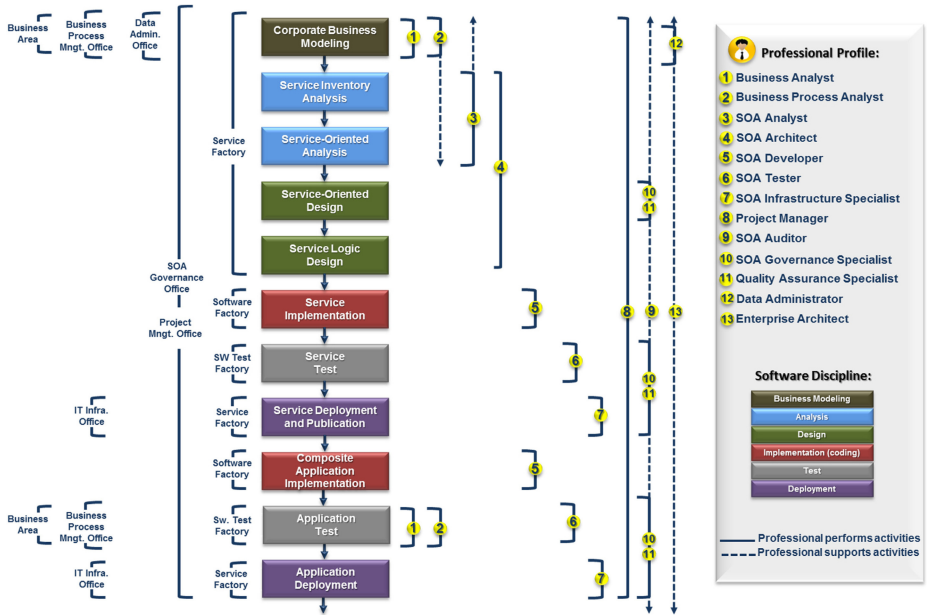 Business
Area
Business
Process
Mngt. Office
Data
Admin.
Office
Corporate Business
Modeling
1
2
12
Service Inventory
Analysis
3
Service
Factory
Service-Oriented
Analysis
4
Service-Oriented
Design
10
11
Service Logic
Design
SOA
Governance
Office
Project
Mngt. Office
Software
Factory
Service
Implementation
5
8
9
13
SW Test
Factory
Service
Test
6
10
11
IT Infra.
Office
Service
Factory
Service Deployment
and Publication
7
Software
Factory
Composite
Application
Implementation
5
Business
Area
Business
Process
Mngt. Office
Sw. Test
Factory
Application
Test
1
2
6
10
11
IT Infra.
Office
Service
Factory
Application
Deployment
7
Professional Profile:
1 Business Analyst
2 Business Process Analyst
3 SOA Analyst
4 SOA Architect
5 SOA Developer
6 SOA Tester
7 SOA Infrastructure Specialist
8 Project Manager
9 SOA Auditor
10 SOA Governance Specialist
11 Quality Assurance Specialist
12 Data Administrator
13 Enterprise Architect
Software Discipline:
Business Modeling
Analysis
Design
Implementation (coding)
Test
Deployment
Professional performs activities
Professional supports activities